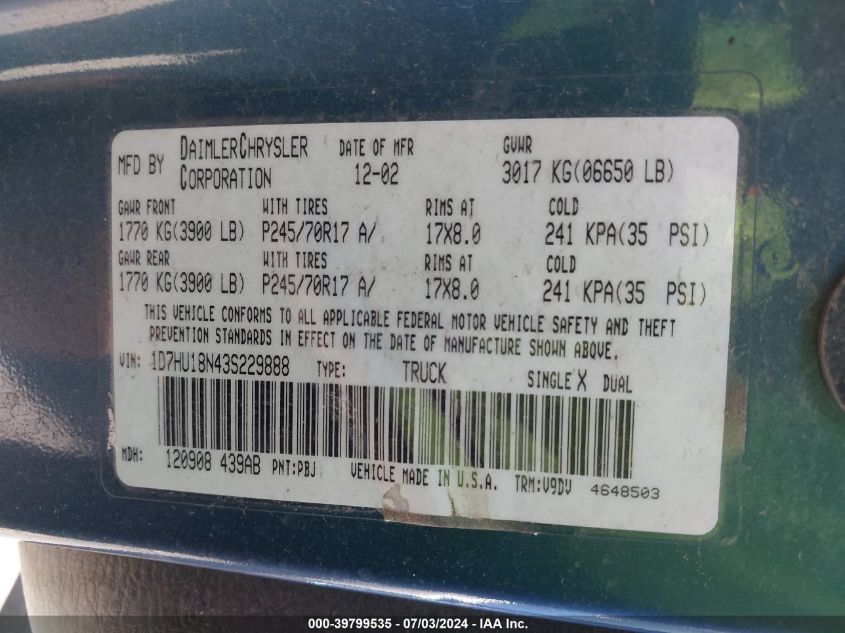 MFD BY DAIMLERCHRYSLER CORPORATION DATE OF MFR 12-02 GVWR 3017 KG(06650 LB)
GAWR FRONT WITH TIRES RIMS AT COLD
1770 KG(3900 LB) P245/70R17 A/ 17X8.0 241 KPA(35 PSI)
GAWR REAR WITH TIRES RIMS AT COLD
1770 KG(3900 LB) P245/70R17 A/ 17X8.0 241 KPA(35 PSI)
THIS VEHICLE CONFORMS TO ALL APPLICABLE FEDERAL MOTOR VEHICLE SAFETY AND THEFT
PREVENTION STANDARDS IN EFFECT ON THE DATE OF MANUFACTURE SHOWN ABOVE.
VIN: 1D7HU18N43S229888 TYPE: TRUCK SINGLE X DUAL
MDH: 120908 439AB PNT:PBJ VEHICLE MADE IN U.S.A. TRM:V9DV 4648503
000-39799535 - 07/03/2024 - IAA Inc.